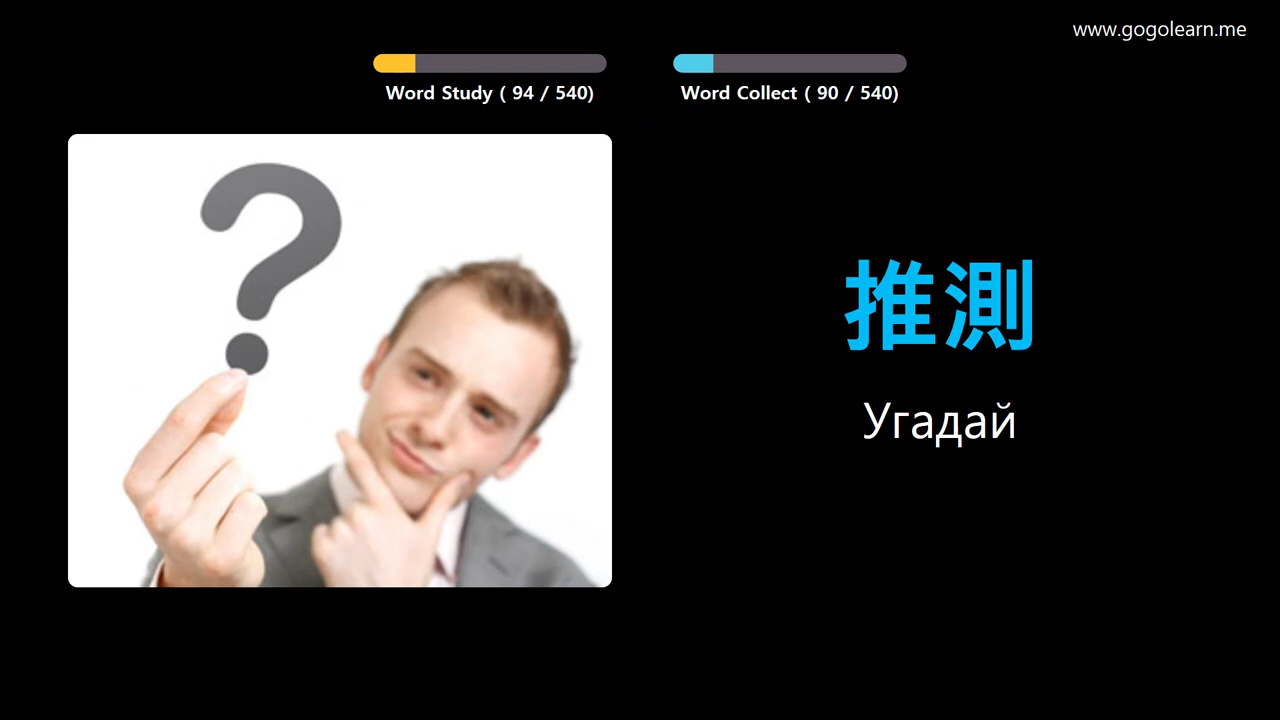 www.gogolearn.me
Word Study ( 94 / 540)
Word Collect ( 90 / 540)
?
推測
Угадай